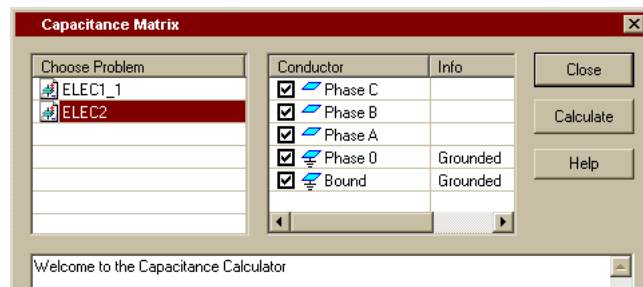 Capacitance Matrix
Choose Problem
ELEC1_1
ELEC2
Conductor Info
Phase C
Phase B
Phase A
Phase 0 Grounded
Bound Grounded
Close
Calculate
Help
Welcome to the Capacitance Calculator